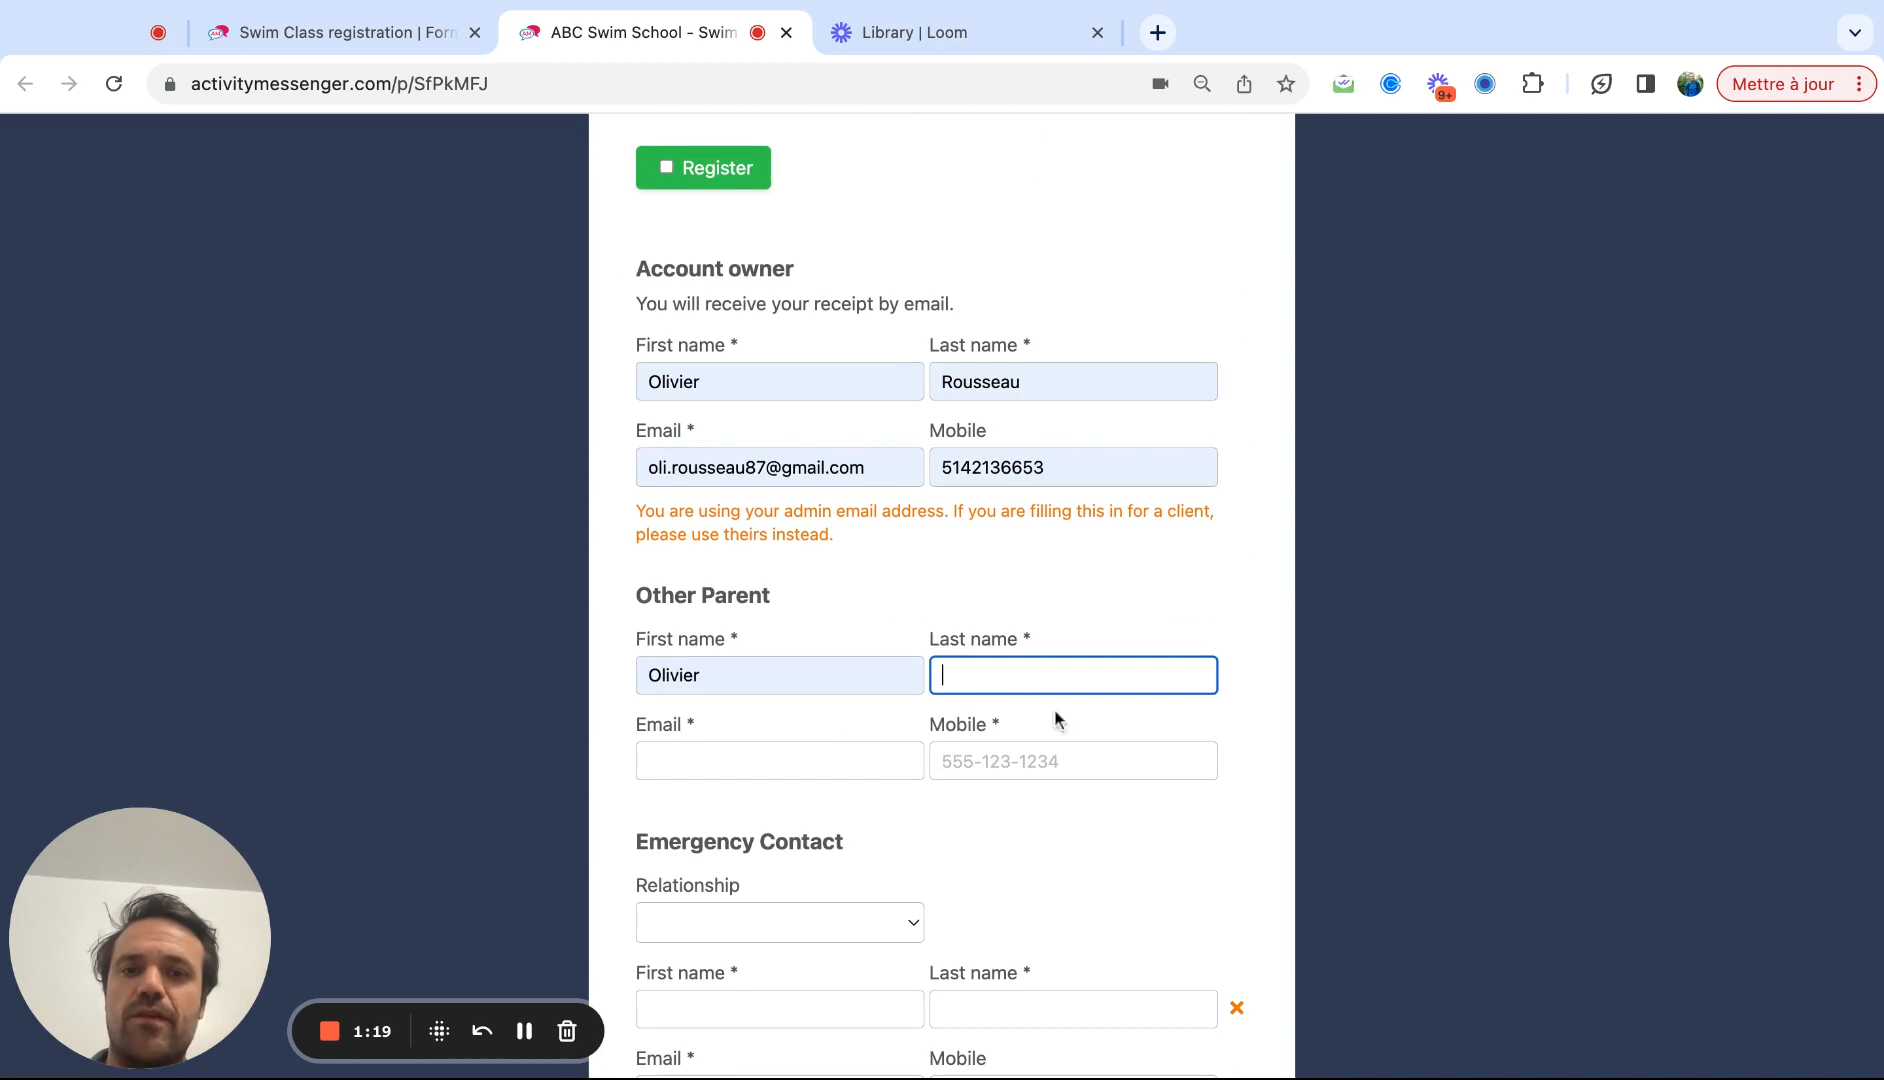 Swim Class registration | Forn
ABC Swim School - Swim
Library | Loom
activitymessenger.com/p/SfPkMFJ
9+
Mettre à jour
Register
Account owner
You will receive your receipt by email.
First name *
Last name *
Olivier
Rousseau
Email *
Mobile
oli.rousseau87@gmail.com
5142136653
You are using your admin email address. If you are filling this in for a client,
please use theirs instead.
Other Parent
First name *
Last name *
Olivier
Email *
Mobile *
555-123-1234
Emergency Contact
Relationship
First name *
Last name *
1:19
Email *
Mobile